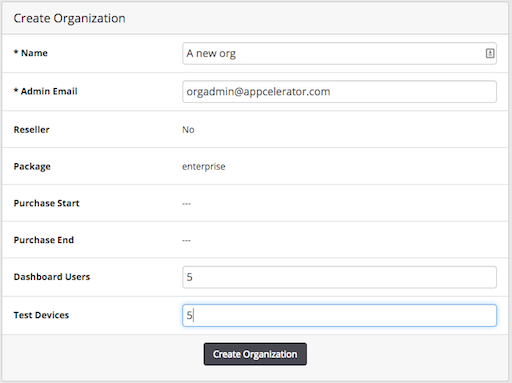 Create Organization
* Name A new org
* Admin Email orgadmin@appcelerator.com
Reseller No
Package enterprise
Purchase Start ---
Purchase End ---
Dashboard Users 5
Test Devices 5
Create Organization